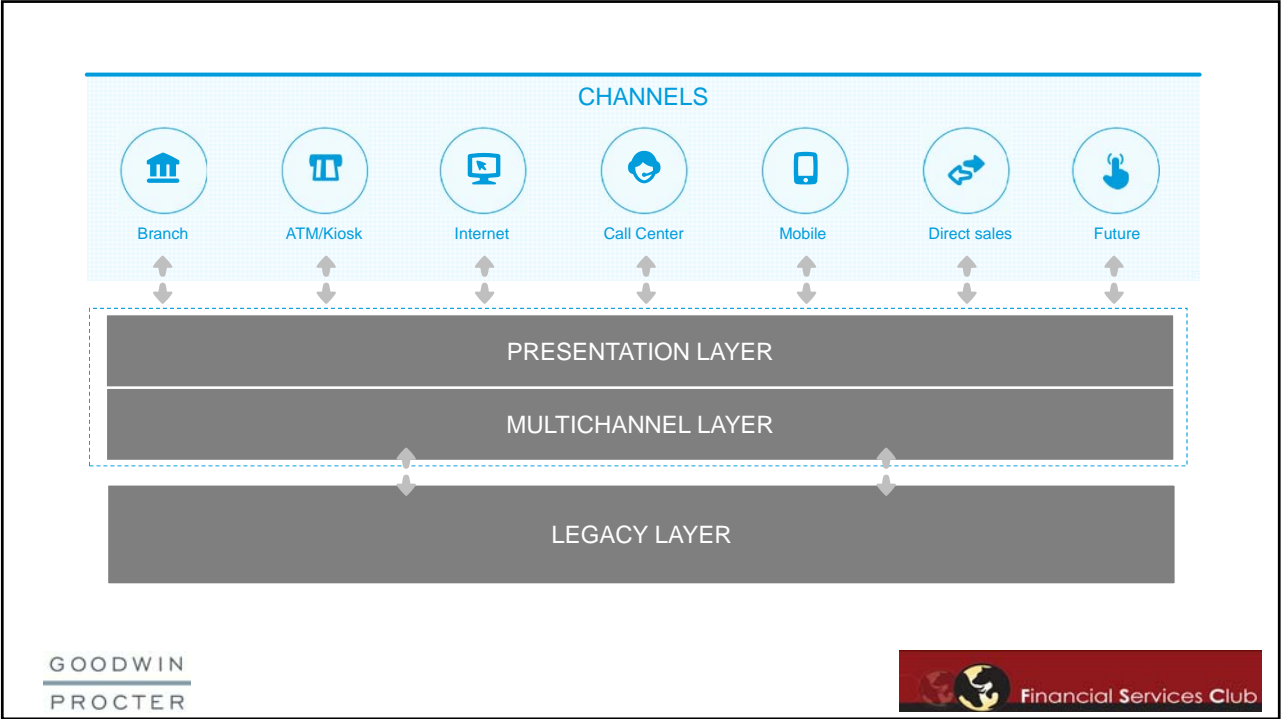 CHANNELS
Branch
ATM/Kiosk
Internet
Call Center
Mobile
Direct sales
Future
PRESENTATION LAYER
MULTICHANNEL LAYER
LEGACY LAYER
GOODWIN
PROCTER
Financial Services Club